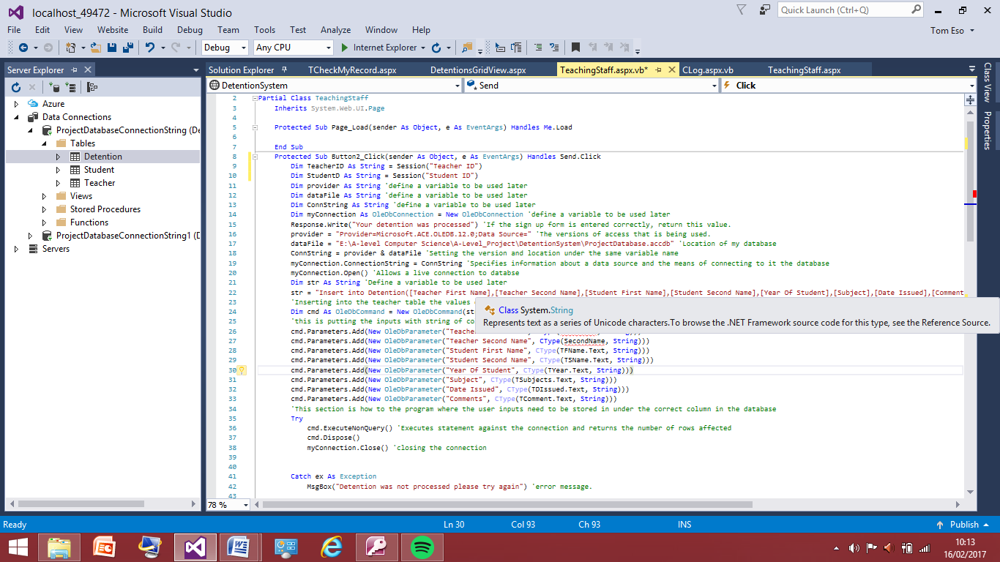 localhost_49472 - Microsoft Visual Studio
Quick Launch (Ctrl+Q)
File Edit View Website Build Debug Team Tools Test Analyze Window Help
Tom Eso
Debug Any CPU Internet Explorer
Server Explorer
Azure
Data Connections
ProjectDatabaseConnectionString (De
Tables
Detention
Student
Teacher
Views
Stored Procedures
Functions
ProjectDatabaseConnectionString1 (D
Servers
Solution Explorer TCheckMyRecord.aspx DetentionsGridView.aspx TeachingStaff.aspx.vb* CLog.aspx.vb TeachingStaff.aspx
DetentionSystem Send Click
2 Partial Class TeachingStaff
3 Inherits System.Web.UI.Page
4
5 Protected Sub Page_Load(sender As Object, e As EventArgs) Handles Me.Load
6
7 End Sub
8 Protected Sub Button2_Click(sender As Object, e As EventArgs) Handles Send.Click
9 Dim TeacherID As String = Session("Teacher ID")
10 Dim StudentD As String = Session("Student ID")
11 Dim provider As String 'define a variable to be used later
12 Dim dataFile As String 'define a variable to be used later
13 Dim ConnString As String 'define a variable to be used later
14 Dim myConnection As OleDbConnection = New OleDbConnection 'define a variable to be used later
15 Response.Write("Your detention was processed") 'If the sign up form is entered correctly, return this value.
16 provider = "Provider=Microsoft.ACE.OLEDB.12.0;Data Source=" 'The versions of access that is being used.
17 dataFile = "E:\A-level Computer Science\A-Level_Project\DetentionSystem\ProjectDatabase.accdb" 'Location of my database
18 ConnString = provider & dataFile 'Setting the version and location under the same variable name
19 myConnection.ConnectionString = ConnString 'Specifies information about a data source and the means of connecting to it the database
20 myConnection.Open() 'Allows a live connection to databse
21 Dim str As String 'Define a variable to be used later
22 str = "Insert into Detention([Teacher First Name],[Teacher Second Name],[Student First Name],[Student Second Name],[Year Of Student],[Subject],[Date Issued],[Comment
23 'Inserting into the teacher table the values
24 Dim cmd As OleDbCommand = New OleDbCommand(st
25 'this is putting the inputs with string of co
26 cmd.Parameters.Add(New OleDbParameter("Teache
27 cmd.Parameters.Add(New OleDbParameter("Teacher Second Name", CType(SecondName, String)))
28 cmd.Parameters.Add(New OleDbParameter("Student First Name", CType(TFName.Text, String)))
29 cmd.Parameters.Add(New OleDbParameter("Student Second Name", CType(TSName.Text, String)))
30 cmd.Parameters.Add(New OleDbParameter("Year Of Student", CType(TYear.Text, String)))
31 cmd.Parameters.Add(New OleDbParameter("Subject", CType(TSubjects.Text, String)))
32 cmd.Parameters.Add(New OleDbParameter("Date Issued", CType(TDIssued.Text, String)))
33 cmd.Parameters.Add(New OleDbParameter("Comments", CType(TComment.Text, String)))
34 'This section is how to the program where the user inputs need to be stored in under the correct column in the database
35 Try
36 cmd.ExecuteNonQuery() 'Executes statement against the connection and returns the number of rows affected
37 cmd.Dispose()
38 myConnection.Close() 'closing the connection
39
40
41 Catch ex As Exception
42 MsgBox("Detention was not processed please try again") 'error message.
43
Class System.String
Represents text as a series of Unicode characters.To browse the .NET Framework source code for this type, see the Reference Source.
Class View
Properties
78 %
Ready Ln 30 Col 93 Ch 93 INS Publish
10:13
16/02/2017